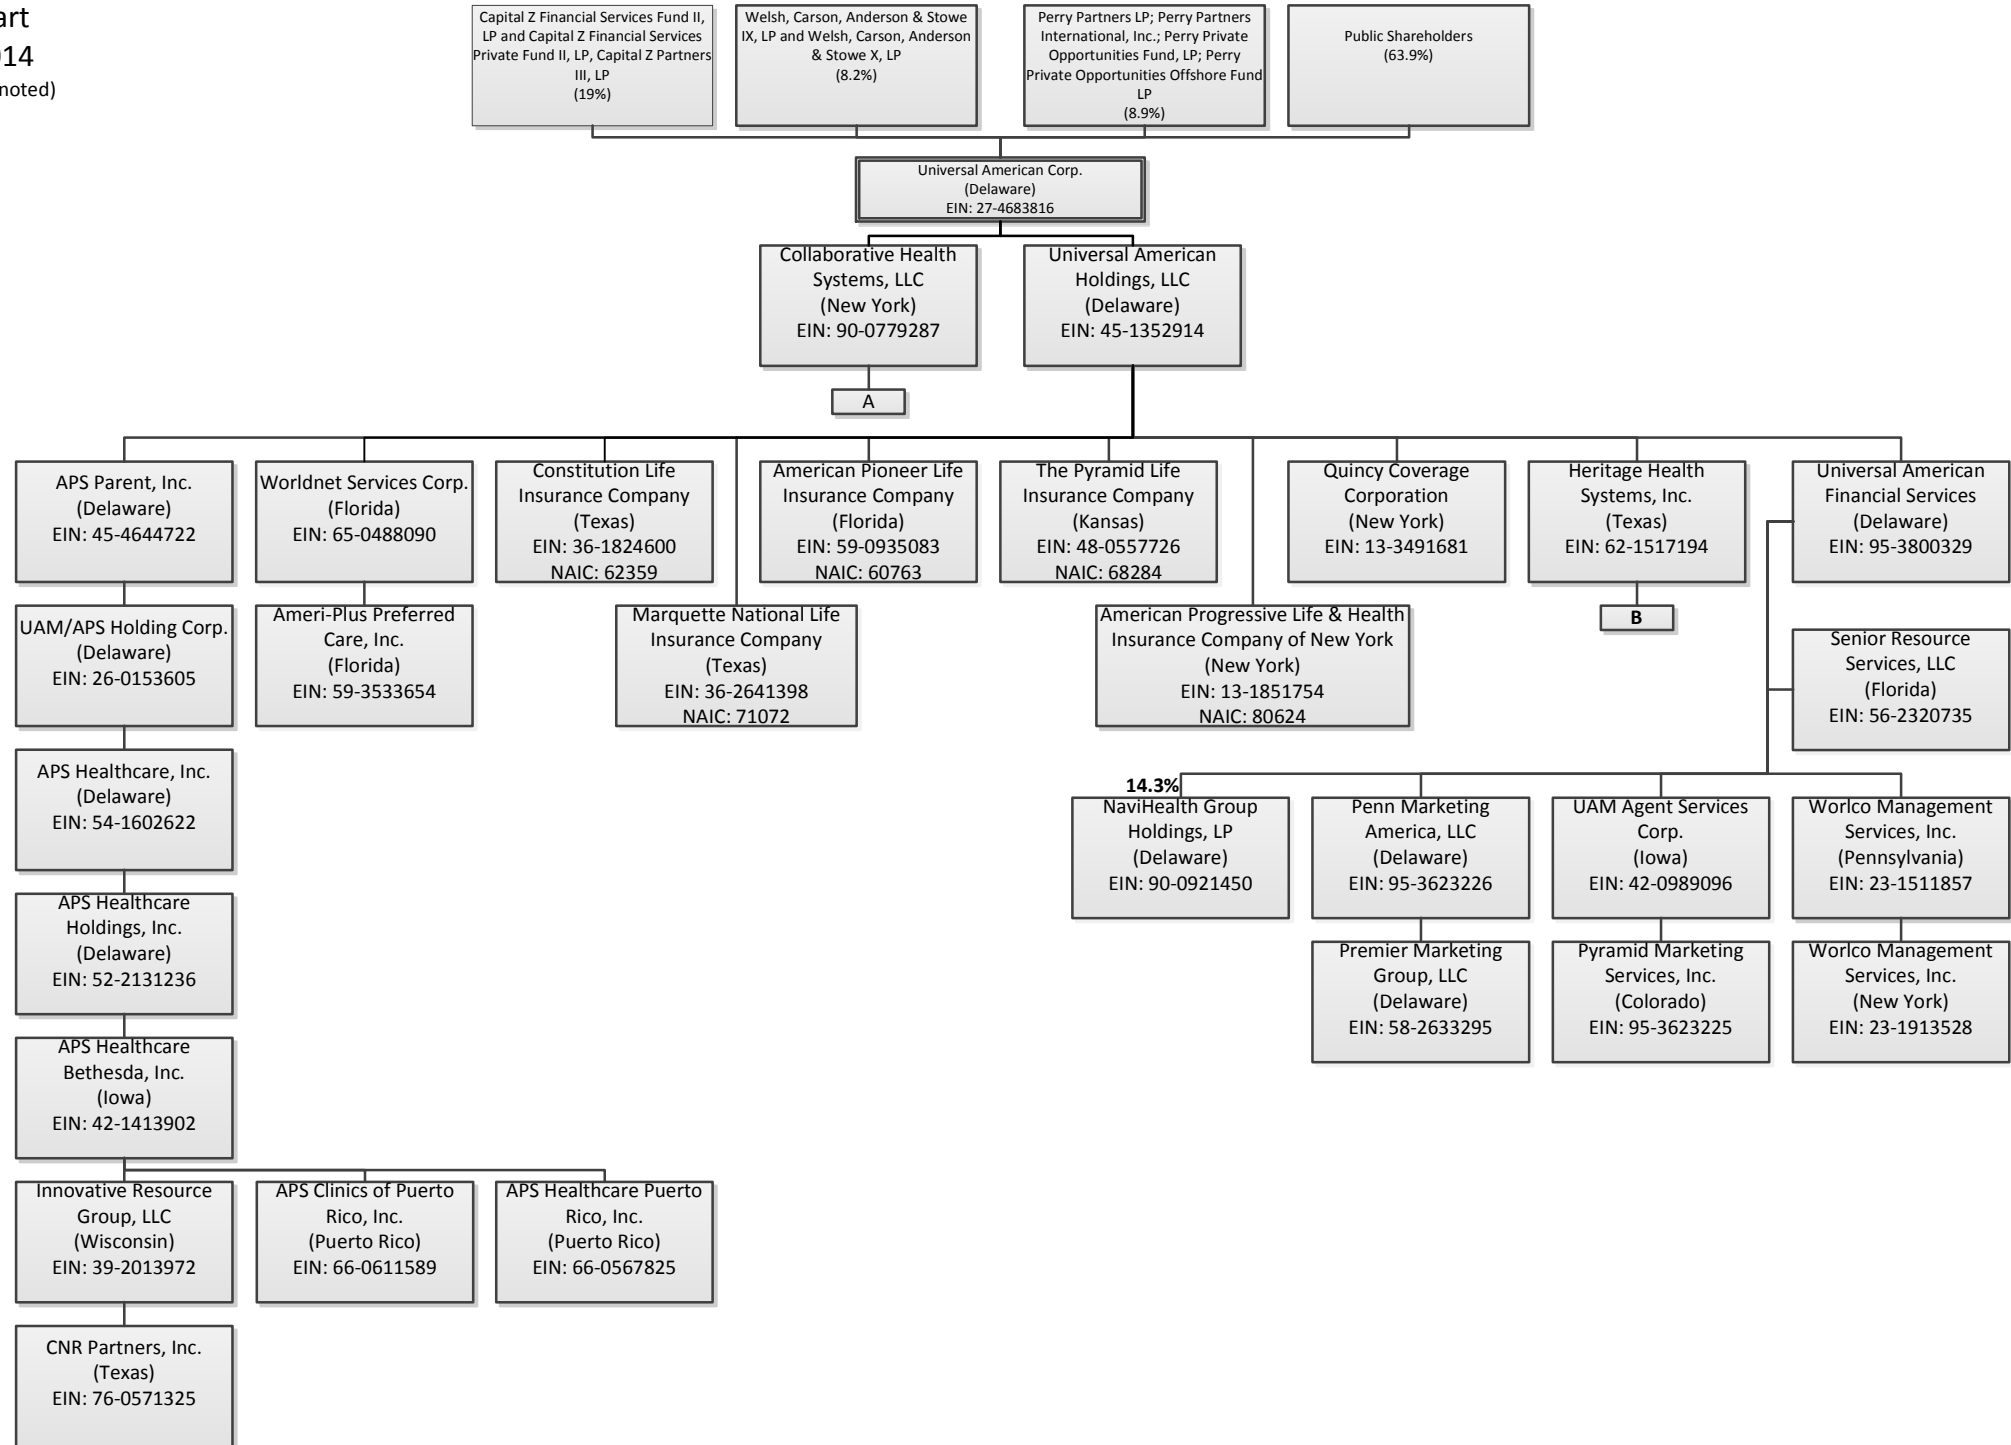 art
014
noted)
Capital Z Financial Services Fund II,
LP and Capital Z Financial Services
Private Fund II, LP, Capital Z Partners
III, LP
(19%)
Welsh, Carson, Anderson & Stowe
IX, LP and Welsh, Carson, Anderson
& Stowe X, LP
(8.2%)
Perry Partners LP; Perry Partners
International, Inc.; Perry Private
Opportunities Fund, LP; Perry
Private Opportunities Offshore Fund
LP
(8.9%)
Public Shareholders
(63.9%)
Universal American Corp.
(Delaware)
EIN: 27-4683816
Collaborative Health
Systems, LLC
(New York)
EIN: 90-0779287
Universal American
Holdings, LLC
(Delaware)
EIN: 45-1352914
A
APS Parent, Inc.
(Delaware)
EIN: 45-4644722
Worldnet Services Corp.
(Florida)
EIN: 65-0488090
Constitution Life
Insurance Company
(Texas)
EIN: 36-1824600
NAIC: 62359
American Pioneer Life
Insurance Company
(Florida)
EIN: 59-0935083
NAIC: 60763
The Pyramid Life
Insurance Company
(Kansas)
EIN: 48-0557726
NAIC: 68284
Quincy Coverage
Corporation
(New York)
EIN: 13-3491681
Heritage Health
Systems, Inc.
(Texas)
EIN: 62-1517194
Universal American
Financial Services
(Delaware)
EIN: 95-3800329
UAM/APS Holding Corp.
(Delaware)
EIN: 26-0153605
Ameri-Plus Preferred
Care, Inc.
(Florida)
EIN: 59-3533654
Marquette National Life
Insurance Company
(Texas)
EIN: 36-2641398
NAIC: 71072
American Progressive Life & Health
Insurance Company of New York
(New York)
EIN: 13-1851754
NAIC: 80624
B
Senior Resource
Services, LLC
(Florida)
EIN: 56-2320735
APS Healthcare, Inc.
(Delaware)
EIN: 54-1602622
14.3%
NaviHealth Group
Holdings, LP
(Delaware)
EIN: 90-0921450
Penn Marketing
America, LLC
(Delaware)
EIN: 95-3623226
UAM Agent Services
Corp.
(Iowa)
EIN: 42-0989096
Worlco Management
Services, Inc.
(Pennsylvania)
EIN: 23-1511857
APS Healthcare
Holdings, Inc.
(Delaware)
EIN: 52-2131236
Premier Marketing
Group, LLC
(Delaware)
EIN: 58-2633295
Pyramid Marketing
Services, Inc.
(Colorado)
EIN: 95-3623225
Worlco Management
Services, Inc.
(New York)
EIN: 23-1913528
APS Healthcare
Bethesda, Inc.
(Iowa)
EIN: 42-1413902
Innovative Resource
Group, LLC
(Wisconsin)
EIN: 39-2013972
APS Clinics of Puerto
Rico, Inc.
(Puerto Rico)
EIN: 66-0611589
APS Healthcare Puerto
Rico, Inc.
(Puerto Rico)
EIN: 66-0567825
CNR Partners, Inc.
(Texas)
EIN: 76-0571325